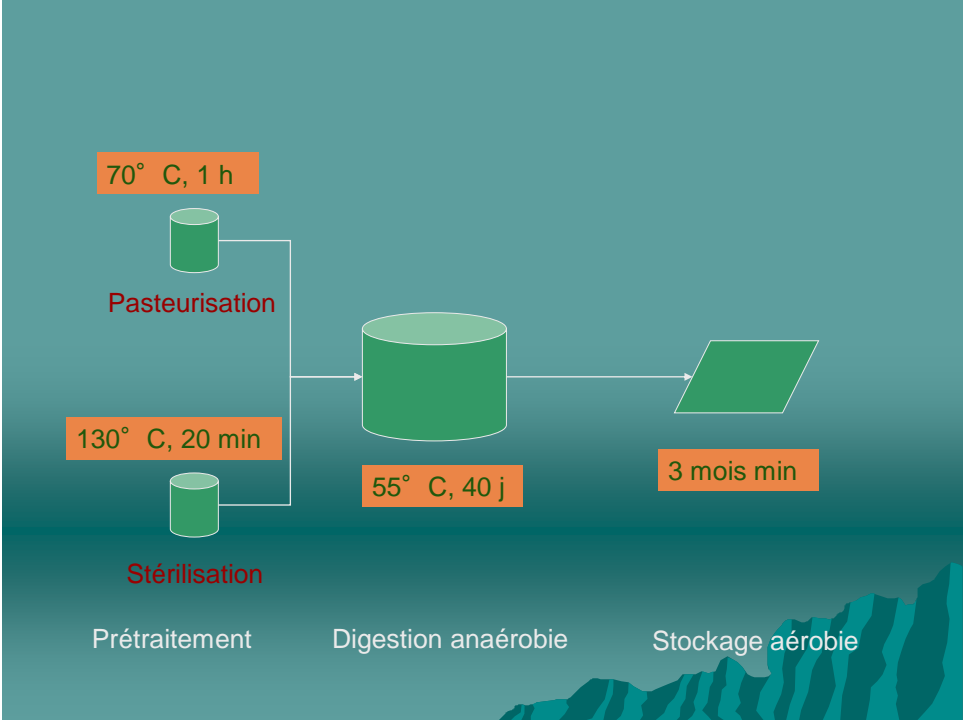 70° C, 1 h
Pasteurisation
130° C, 20 min
55° C, 40 j
3 mois min
Stérilisation
Prétraitement
Digestion anaérobie
Stockage aérobie